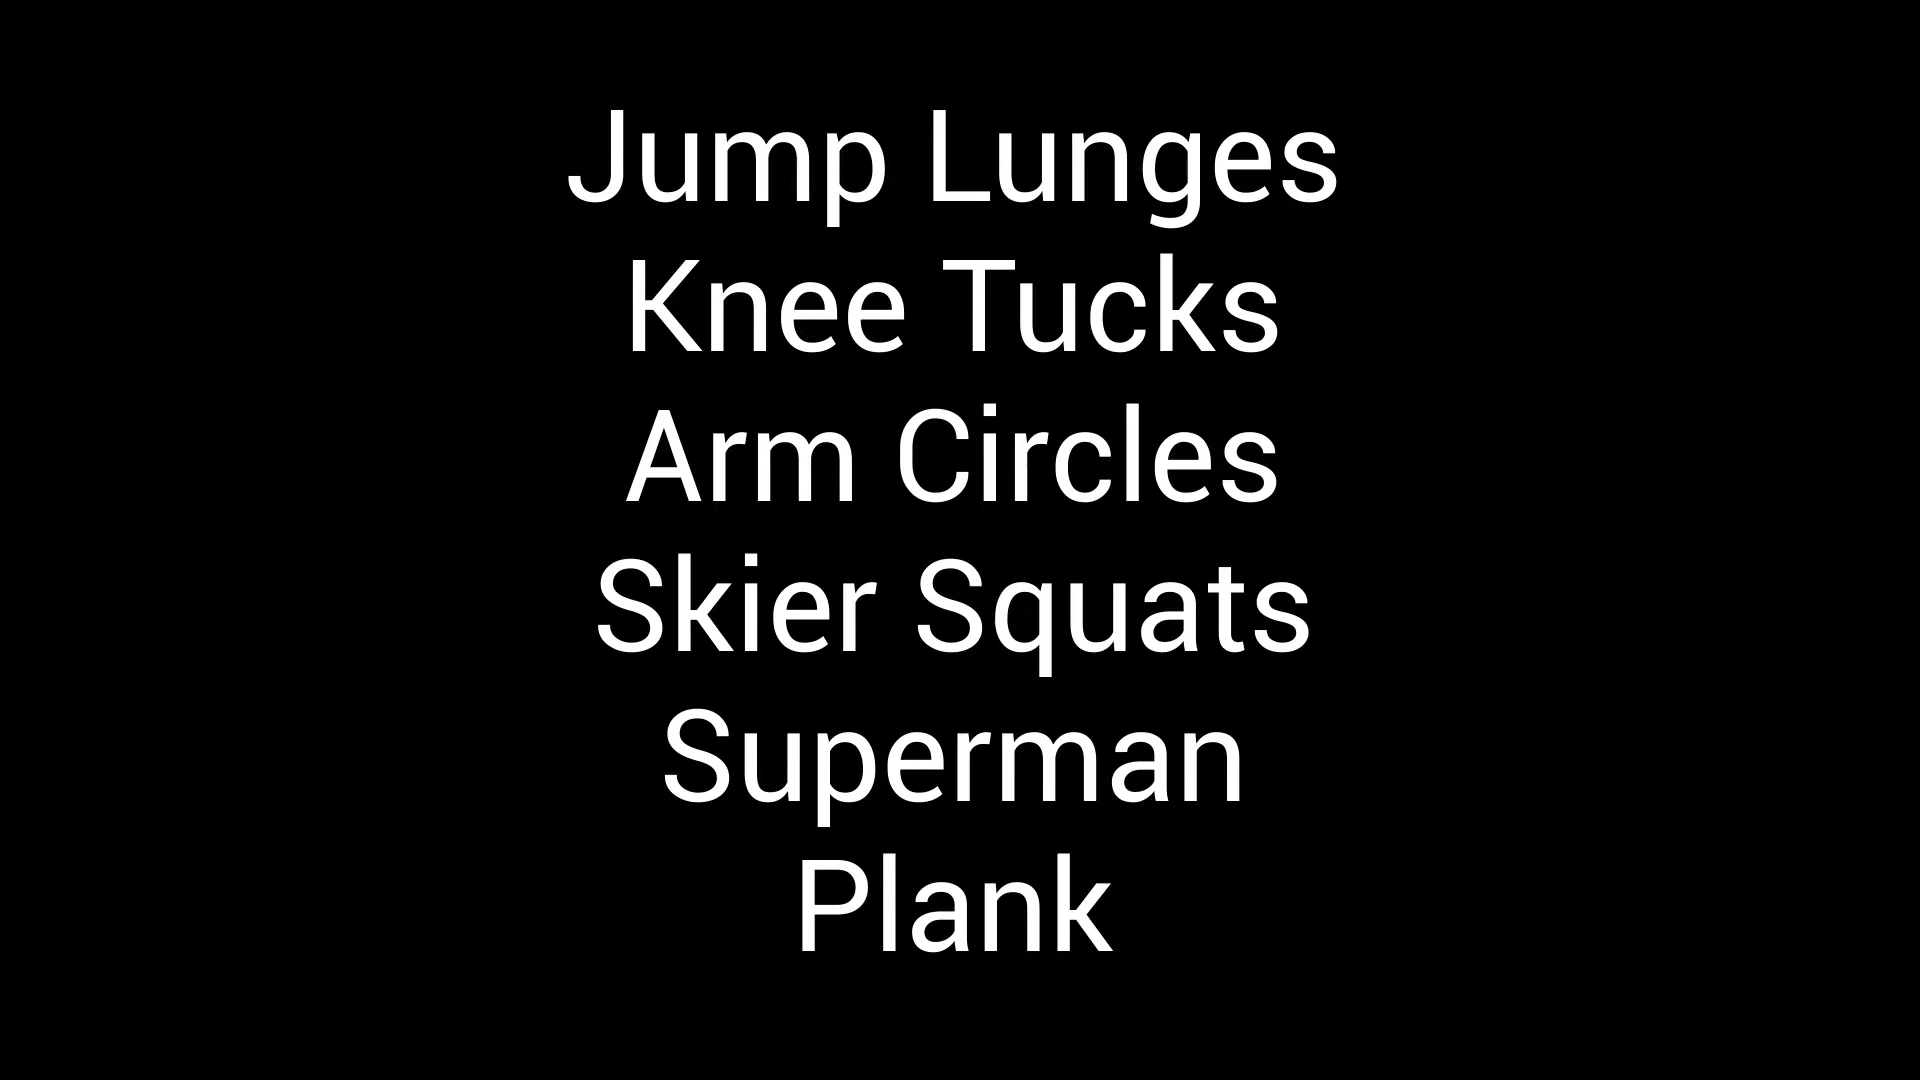 Jump Lunges
Knee Tucks
Arm Circles
Skier Squats
Superman
Plank